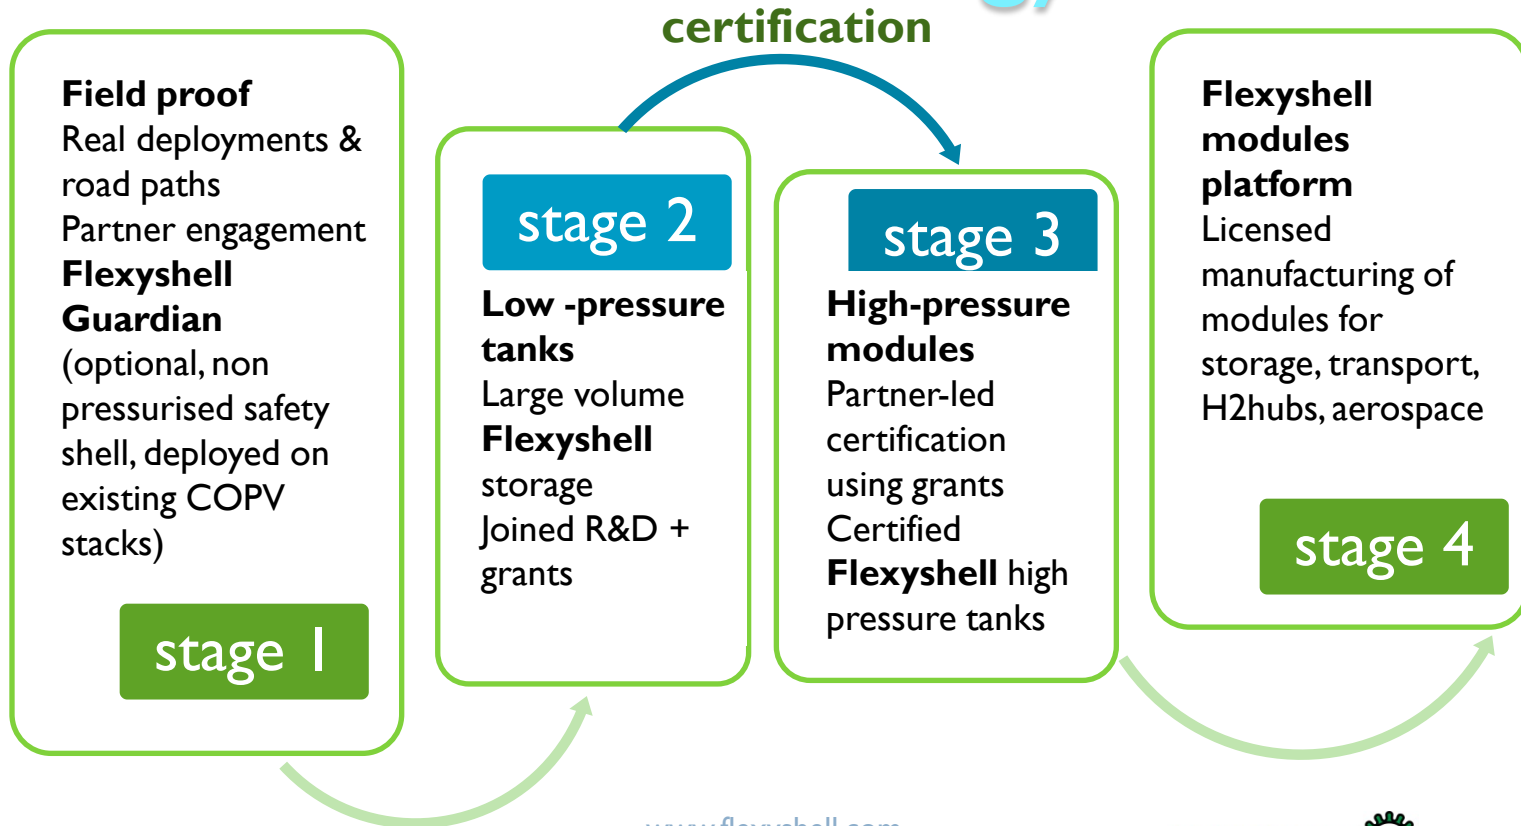 certification
Field proof
Real deployments &
road paths
Partner engagement
Flexyshell
Guardian
(optional, non
pressurised safety
shell, deployed on
existing COPV
stacks)
stage 1
stage 2
Low -pressure
tanks
Large volume
Flexyshell
storage
Joined R&D +
grants
stage 3
High-pressure
modules
Partner-led
certification
using grants
Certified
Flexyshell high
pressure tanks
Flexyshell
modules
platform
Licensed
manufacturing of
modules for
storage, transport,
H2hubs, aerospace
stage 4
www.flexyshell.com